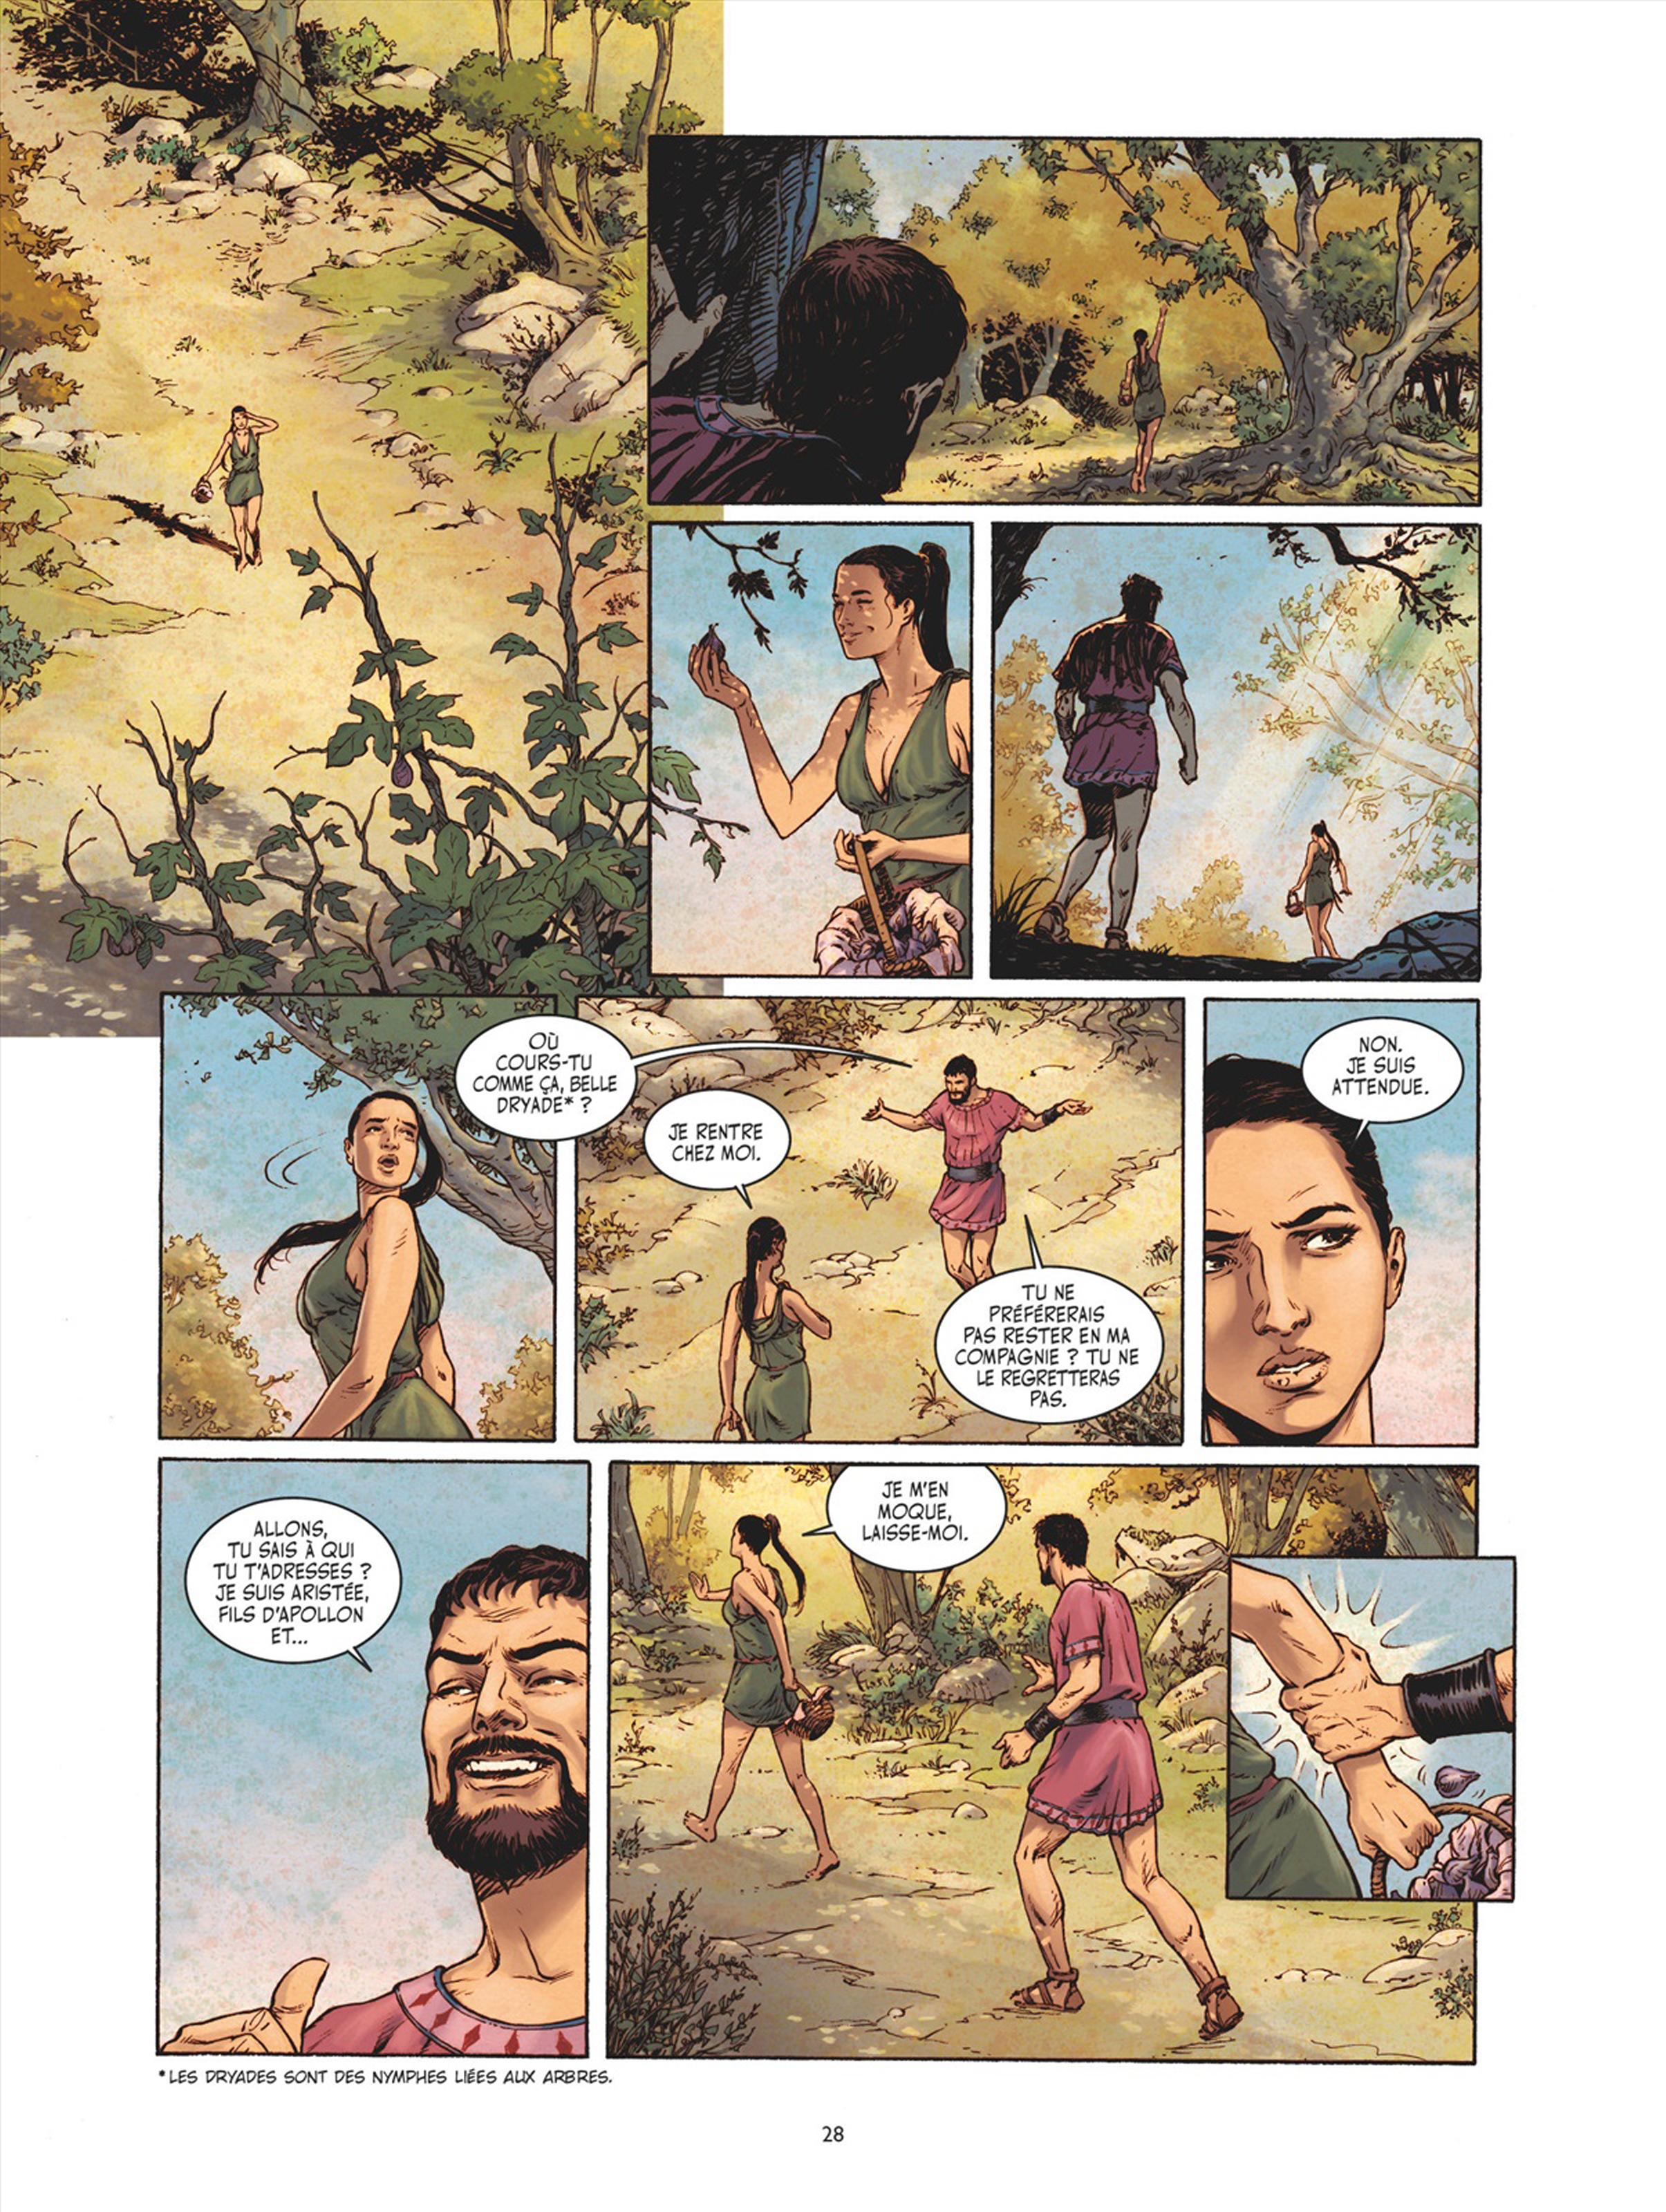 OÙ
COURS-TU
COMME ÇA, BELLE
DRYADE* ?
JE RENTRE
CHEZ MOI.
TU NE
PRÉFÉRERAIS
PAS RESTER EN MA
COMPAGNIE ? TU NE
LE REGRETTERAS
PAS.
NON.
JE SUIS
ATTENDUE.
ALLONS,
TU SAIS À QUI
TU T'ADRESSES ?
JE SUIS ARISTÉE,
FILS D'APOLLON
ET...
JE M'EN
MOQUE,
LAISSE-MOI.
*LES DRYADES SONT DES NYMPHES LIÉES AUX ARBRES.
28